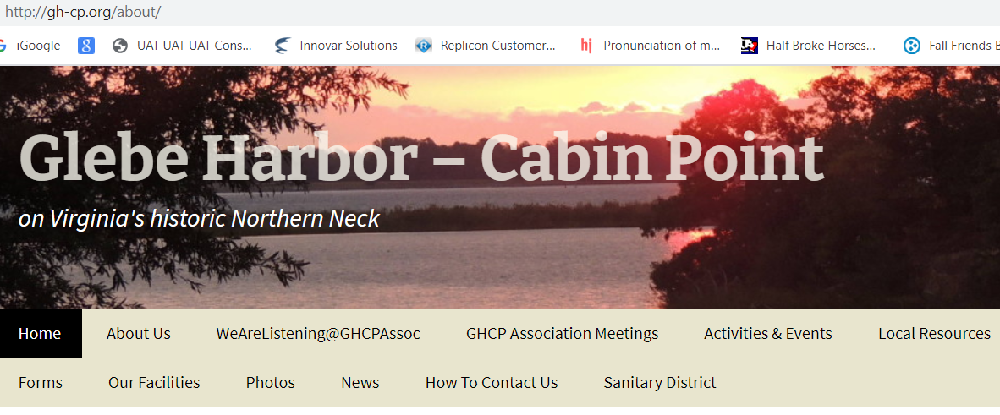 http://gh-cp.org/about/
iGoogle UAT UAT UAT Cons... Innovar Solutions Replicon Customer... hj Pronunciation of m... Half Broke Horses... Fall Friends B
Glebe Harbor – Cabin Point
on Virginia's historic Northern Neck
Home About Us WeAreListening@GHCPAssoc GHCP Association Meetings Activities & Events Local Resources
Forms Our Facilities Photos News How To Contact Us Sanitary District